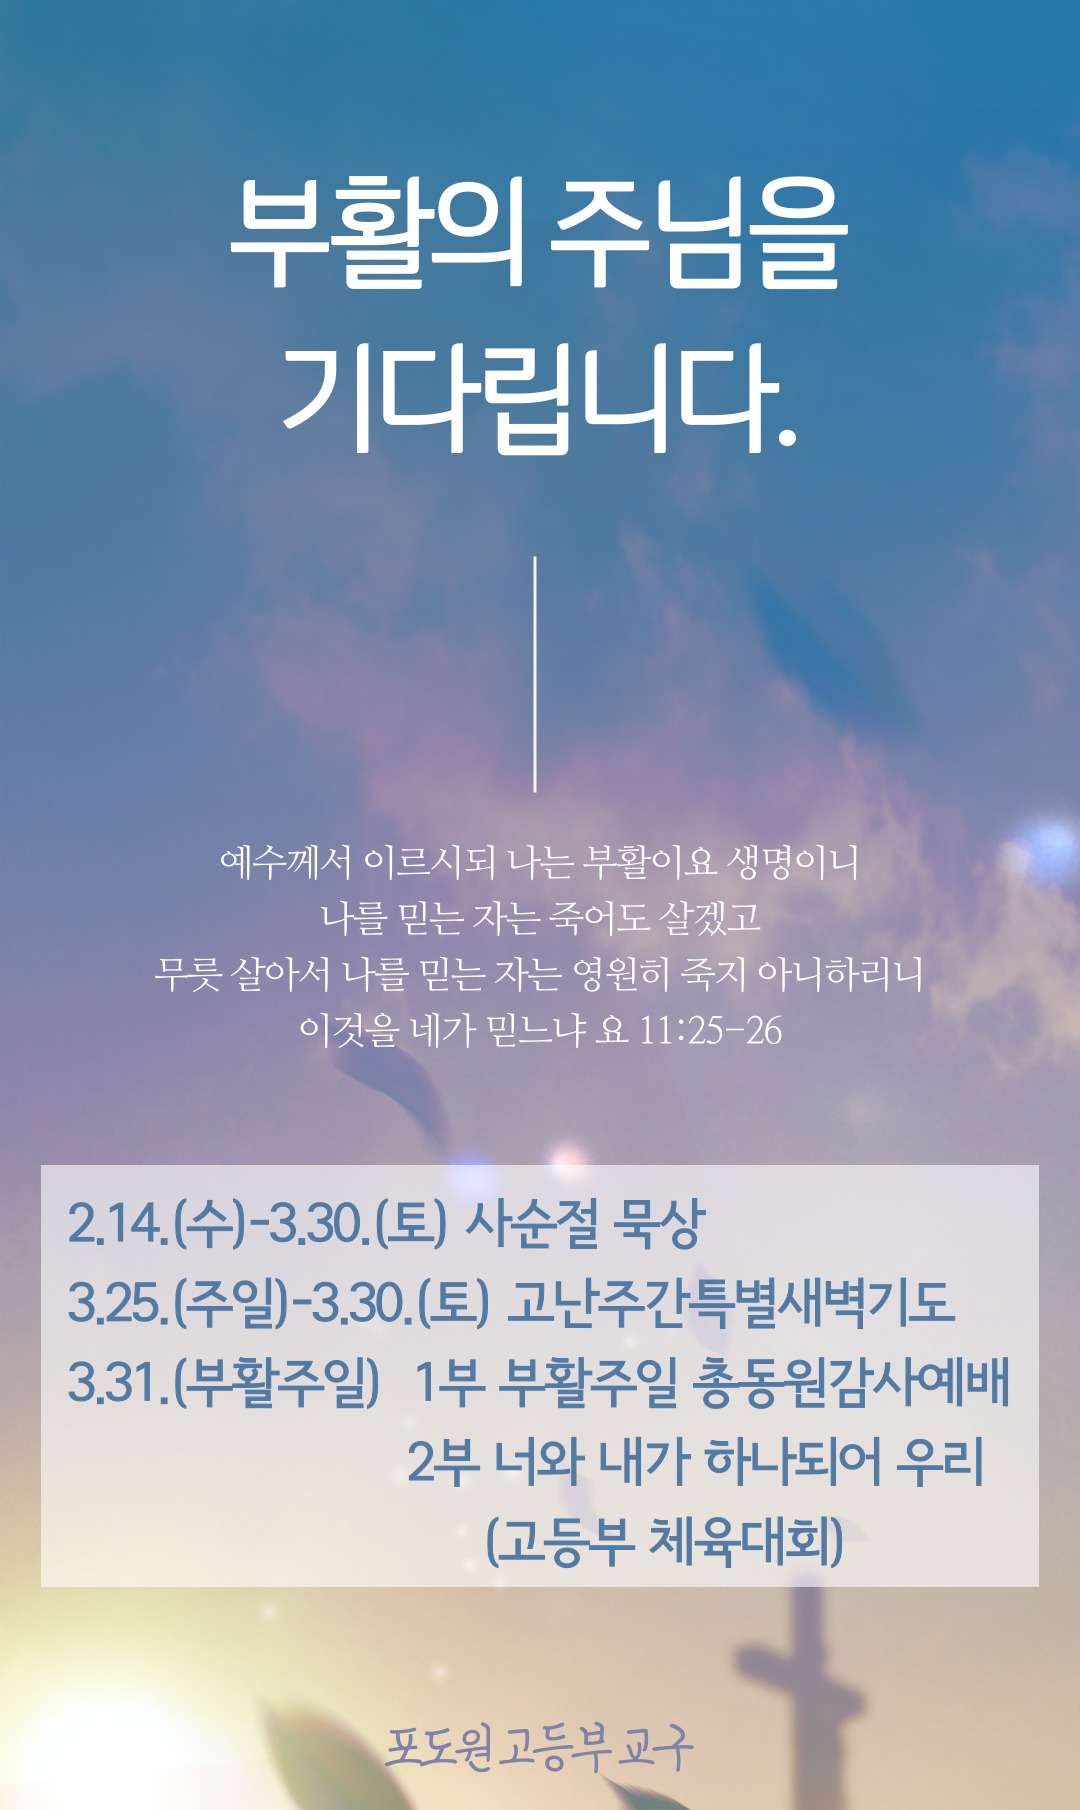 부활의 주님을
기다립니다.
예수께서 이르시되 나는 부활이요 생명이니
나를 믿는 자는 죽어도 살겠고
무릇 살아서 나를 믿는 자는 영원히 죽지 아니하리니
이것을 네가 믿느냐 요 11:25-26
2.14.(수)-3.30.(토) 사순절 묵상
3.25.(주일)-3.30.(토) 고난주간특별새벽기도
3.31.(부활주일) 1부 부활주일 총동원감사예배
2부 너와 내가 하나되어 우리
(고등부 체육대회)
포도원 고등부 교구